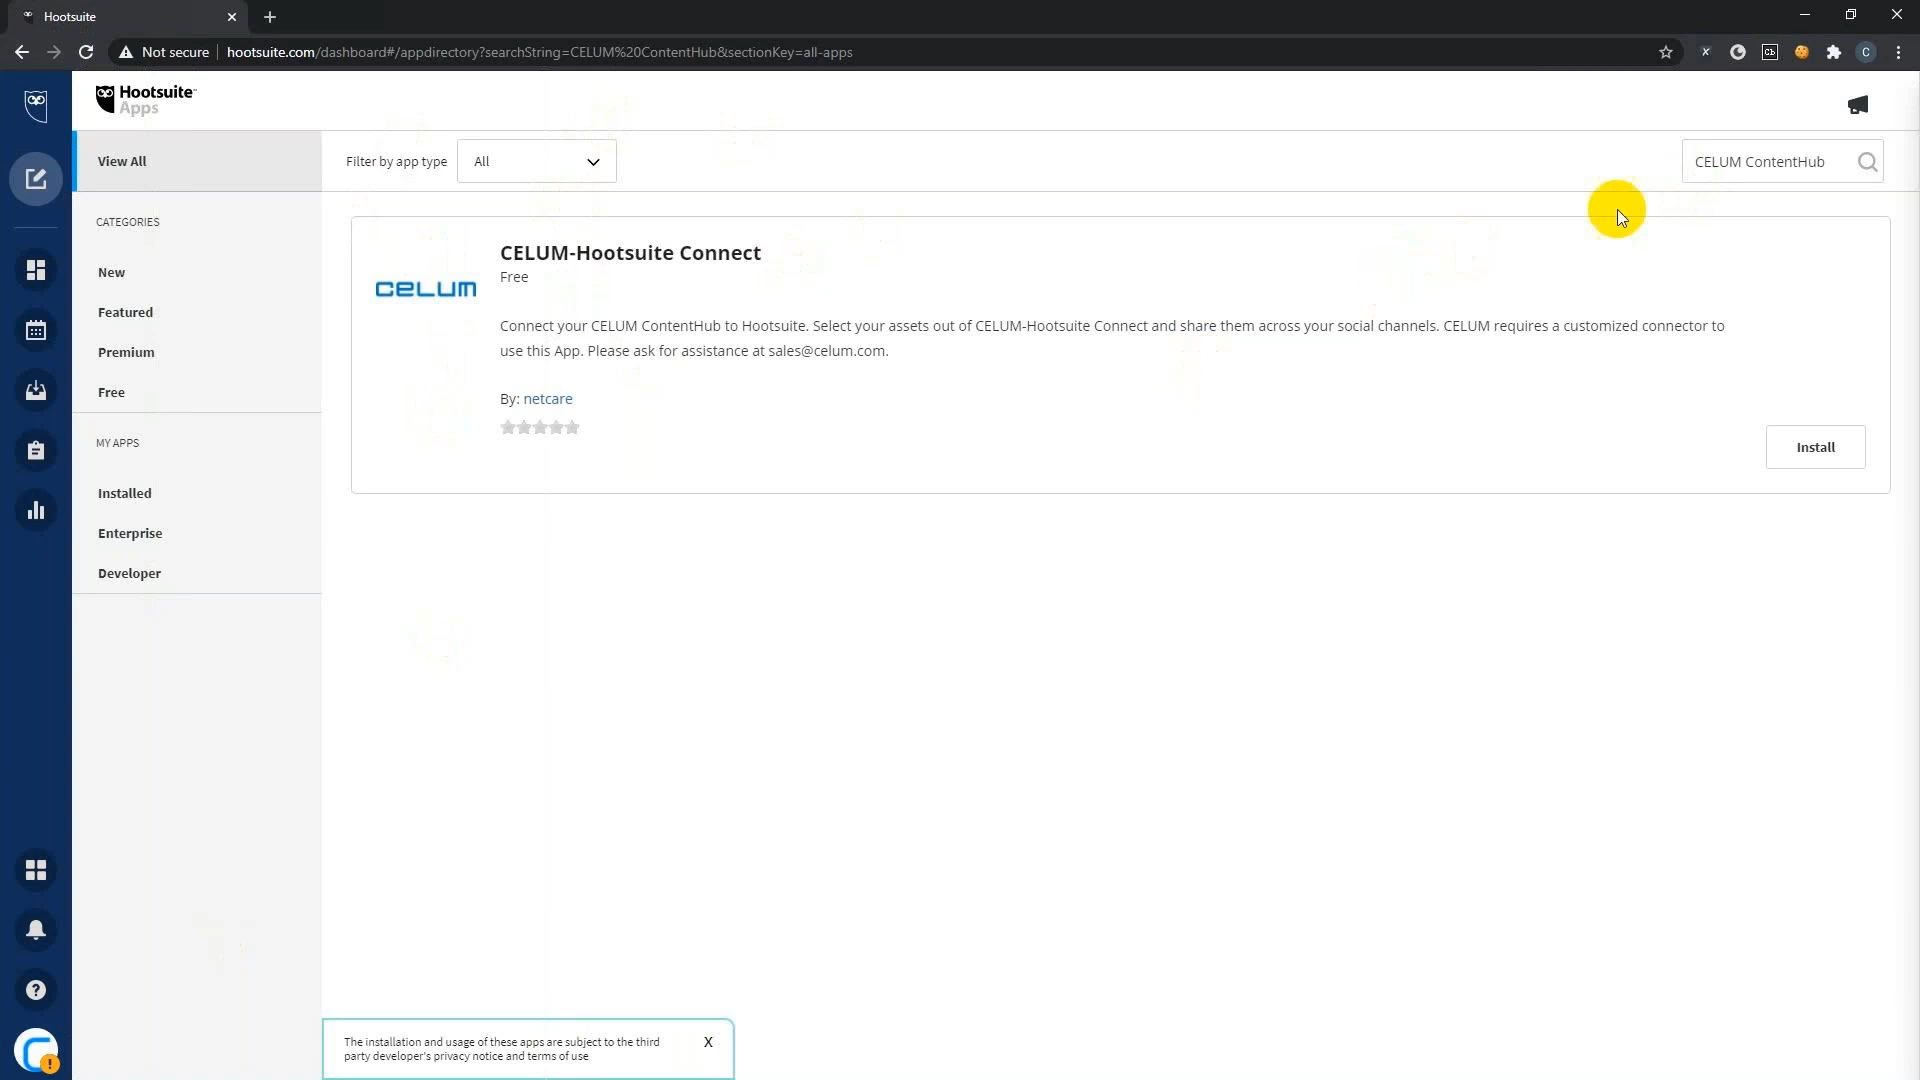 Hootsuite
Not secure
hootsuite.com/dashboard#/appdirectory?searchString=CELUM%20ContentHub&sectionKey=all-apps
C
Hootsuite
Apps
View All
Filter by app type
All
CELUM ContentHub
CATEGORIES
New
Featured
Premium
Free
MY APPS
Installed
Enterprise
Developer
CELUM
CELUM-Hootsuite Connect
Free
Connect your CELUM ContentHub to Hootsuite. Select your assets out of CELUM-Hootsuite Connect and share them across your social channels. CELUM requires a customized connector to
use this App. Please ask for assistance at sales@celum.com.
By: netcare
Install
The installation and usage of these apps are subject to the third
party developer's privacy notice and terms of use
X